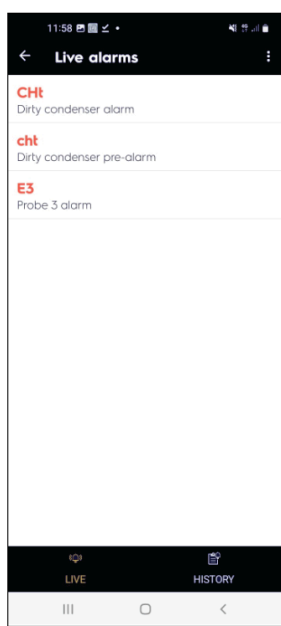 11:58
Live alarms
CHt
Dirty condenser alarm
cht
Dirty condenser pre-alarm
E3
Probe 3 alarm
LIVE
HISTORY